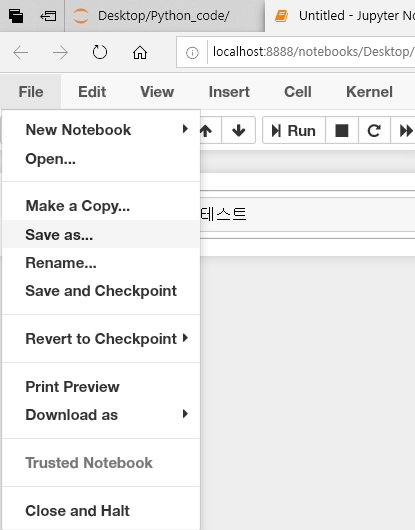 Desktop/Python_code/
Untitled - Jupyter No
localhost:8888/notebooks/Desktop/
File Edit View Insert Cell Kernel
New Notebook
Run
Open...
Make a Copy...
테스트
Save as...
Rename...
Save and Checkpoint
Revert to Checkpoint
Print Preview
Download as
Trusted Notebook
Close and Halt